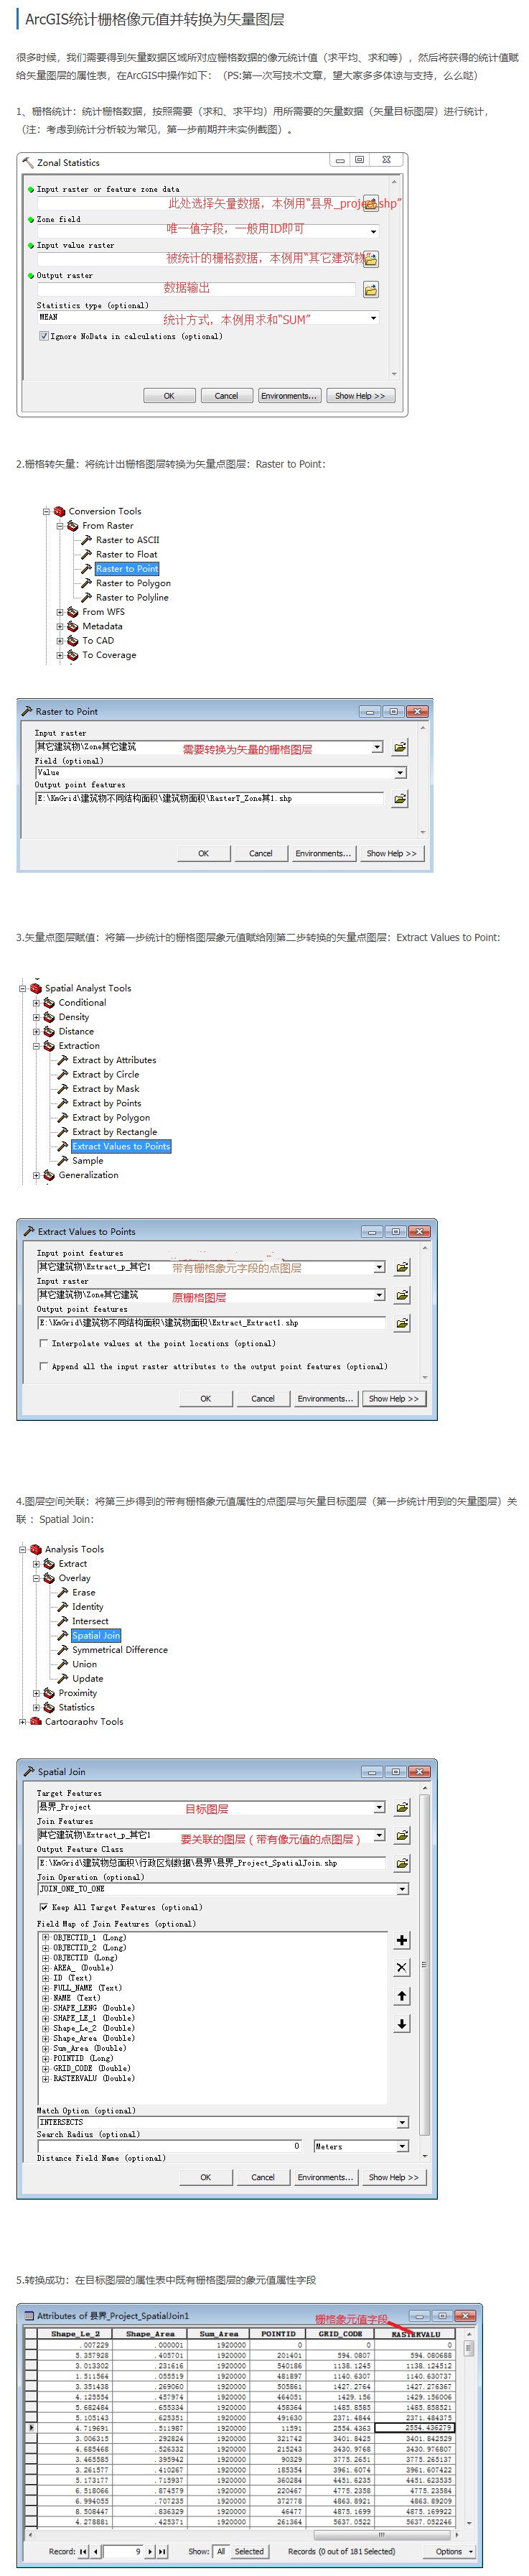 ArcGIS统计栅格像元值并转换为矢量图层
很多时候，我们需要得到矢量数据区域所对应栅格数据的像元统计值（求平均、求和等），然后将获得的统计值赋
给矢量图层的属性表，在ArcGIS中操作如下：（PS:第一次写技术文章，望大家多多体谅与支持，么么哒）
1、栅格统计：统计栅格数据，按照需要（求和、求平均）用所需要的矢量数据（矢量目标图层）进行统计，
（注：考虑到统计分析较为常见，第一步前期并未实例截图）。
Zonal Statistics
Input raster or feature zone data
此处选择矢量数据，本例用“县界_project.shp”
Zone field
唯一值字段，一般用ID即可
Input value raster
被统计的栅格数据，本例用“其它建筑物”
Output raster
数据输出
Statistics type (optional)
MEAN
统计方式，本例用求和“SUM”
Ignore NoData in calculations (optional)
OK Cancel Environments... Show Help >>
2.栅格转矢量：将统计出栅格图层转换为矢量点图层：Raster to Point：
Conversion Tools
From Raster
Raster to ASCII
Raster to Float
Raster to Point
Raster to Polygon
Raster to Polyline
From WFS
Metadata
To CAD
To Coverage
Raster to Point
Input raster
其它建筑物\Zone其它建筑 需要转换为矢量的栅格图层
Field (optional)
Value
Output point features
E:\KmGrid\建筑物不同结构面积\建筑物面积\RasterT_Zone其1.shp
OK Cancel Environments... Show Help >>
3.矢量点图层赋值：将第一步统计的栅格图层象元值赋给刚第二步转换的矢量点图层：Extract Values to Point：
Spatial Analyst Tools
Conditional
Density
Distance
Extraction
Extract by Attributes
Extract by Circle
Extract by Mask
Extract by Points
Extract by Polygon
Extract by Rectangle
Extract Values to Points
Sample
Generalization
Extract Values to Points
Input point features
其它建筑物\Extract_p_其它1 带有栅格象元字段的点图层
Input raster
其它建筑物\Zone其它建筑 原栅格图层
Output point features
E:\KmGrid\建筑物不同结构面积\建筑物面积\Extract_Extract1.shp
Interpolate values at the point locations (optional)
Append all the input raster attributes to the output point features (optional)
OK Cancel Environments... Show Help >>
4.图层空间关联：将第三步得到的带有栅格象元值属性的点图层与矢量目标图层（第一步统计用到的矢量图层）关
联 ：Spatial Join：
Analysis Tools
Extract
Overlay
Erase
Identity
Intersect
Spatial Join
Symmetrical Difference
Union
Update
Proximity
Statistics
Cartography Tools
Spatial Join
Target Features
县界_Project 目标图层
Join Features
其它建筑物\Extract_p_其它1 要关联的图层（带有像元值的点图层）
Output Feature Class
E:\KmGrid\建筑物总面积\行政区划数据\县界\县界_Project_SpatialJoin.shp
Join Operation (optional)
JOIN_ONE_TO_ONE
Keep All Target Features (optional)
Field Map of Join Features (optional)
OBJECTID_1 (Long)
OBJECTID_2 (Long)
OBJECTID (Long)
AREA_ (Double)
ID (Text)
FULL_NAME (Text)
NAME (Text)
SHAPE_LENG (Double)
SHAPE_LE_1 (Double)
Shape_Le_2 (Double)
Shape_Area (Double)
Sum_Area (Double)
POINTID (Long)
GRID_CODE (Double)
RASTERVALU (Double)
Match Option (optional)
INTERSECTS
Search Radius (optional)
0 Meters
Distance Field Name (optional)
OK Cancel Environments... Show Help >>
5.转换成功：在目标图层的属性表中既有栅格图层的象元值属性字段
Attributes of 县界_Project_SpatialJoin1
栅格象元值字段
Shape_Le_2 Shape_Area Sum_Area POINTID GRID_CODE RASTERVALU
.007229 .000001 1920000 0 0 0
5.357928 .405701 1920000 201401 594.0807 594.080688
3.013302 .231616 1920000 540186 1138.1245 1138.124512
1.511564 .055519 1920000 481897 1140.6307 1140.630737
3.351438 .269060 1920000 505861 1427.2764 1427.276367
4.125554 .457974 1920000 464051 1429.156 1429.156006
5.682484 .655334 1920000 458364 1485.8585 1485.858521
5.105143 .625351 1920000 491630 2371.4844 2371.484375
4.719691 .511987 1920000 11591 2554.4363 2554.436279
3.006315 .292824 1920000 321742 3401.8425 3401.842529
4.685468 .526332 1920000 215243 3430.9768 3430.976807
3.465585 .395942 1920000 90329 3775.2651 3775.265137
3.261577 .410267 1920000 185354 3961.6074 3961.607422
5.173177 .715937 1920000 360284 4451.6235 4451.623535
6.518066 .874579 1920000 220467 4775.2358 4775.23584
6.994055 .707235 1920000 372778 4863.8921 4863.89209
8.508447 .836329 1920000 46477 4875.1699 4875.169922
4.278881 .425371 1920000 261364 5637.0522 5637.052246
Record: 9 Show: All Selected Records (0 out of 181 Selected) Options